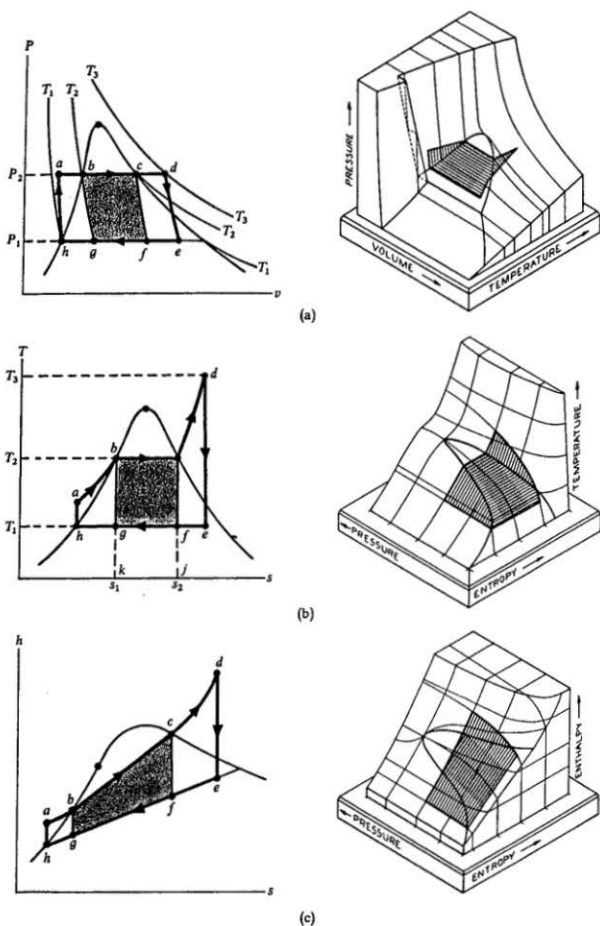 P
T₃
T₁
T₂
P₂
a
b
c
d
T₃
T₂
P₁
h
g
f
e
T₁
v
PRESSURE
VOLUME
TEMPERATURE
(a)
T
T₃
d
T₂
b
a
T₁
h
g
f
e
k
j
s₁
s₂
s
TEMPERATURE
PRESSURE
ENTROPY
(b)
h
d
c
b
a
e
f
h
g
s
ENTHALPY
PRESSURE
ENTROPY
(c)